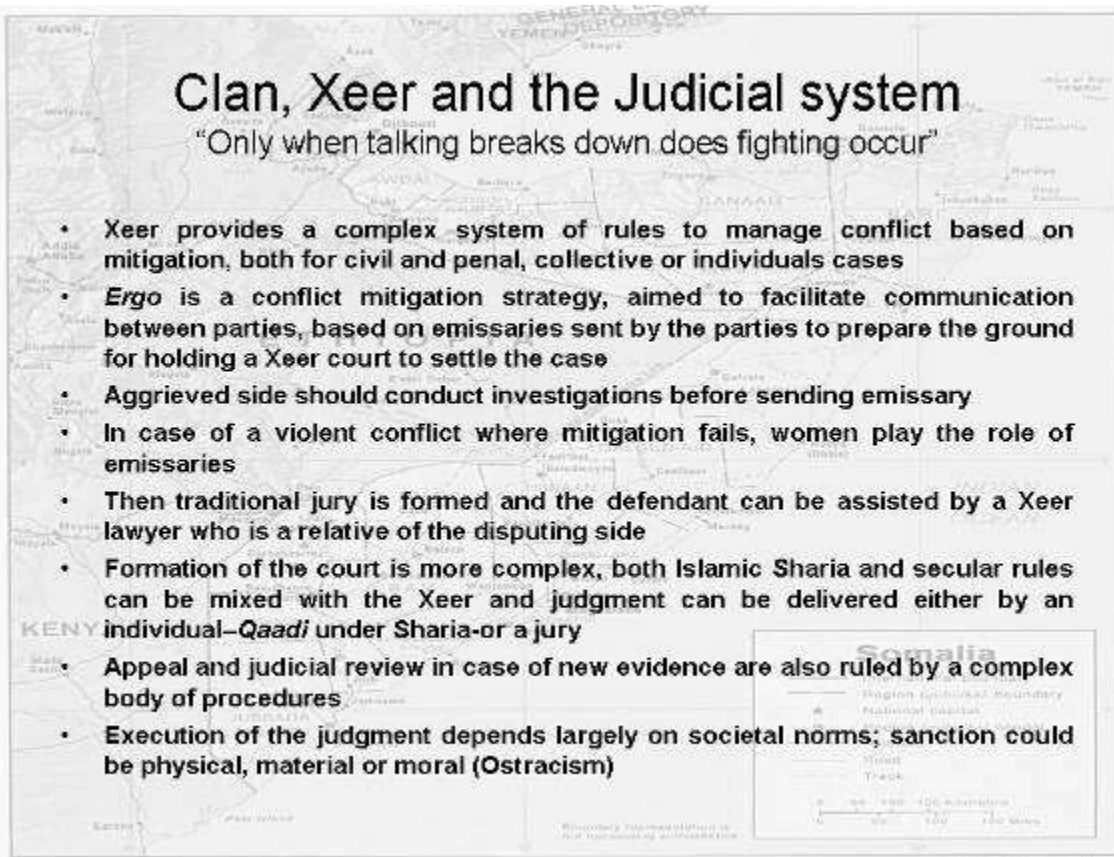 Clan, Xeer and the Judicial system
“Only when talking breaks down does fighting occur”
• Xeer provides a complex system of rules to manage conflict based on
mitigation, both for civil and penal, collective or individuals cases
• Ergo is a conflict mitigation strategy, aimed to facilitate communication
between parties, based on emissaries sent by the parties to prepare the ground
for holding a Xeer court to settle the case
• Aggrieved side should conduct investigations before sending emissary
• In case of a violent conflict where mitigation fails, women play the role of
emissaries
• Then traditional jury is formed and the defendant can be assisted by a Xeer
lawyer who is a relative of the disputing side
• Formation of the court is more complex, both Islamic Sharia and secular rules
can be mixed with the Xeer and judgment can be delivered either by an
individual–Qaadi under Sharia-or a jury
• Appeal and judicial review in case of new evidence are also ruled by a complex
body of procedures
• Execution of the judgment depends largely on societal norms; sanction could
be physical, material or moral (Ostracism)
YEMEN
ETHIOPIA
KENY
Somalia
National capital
Road
Track